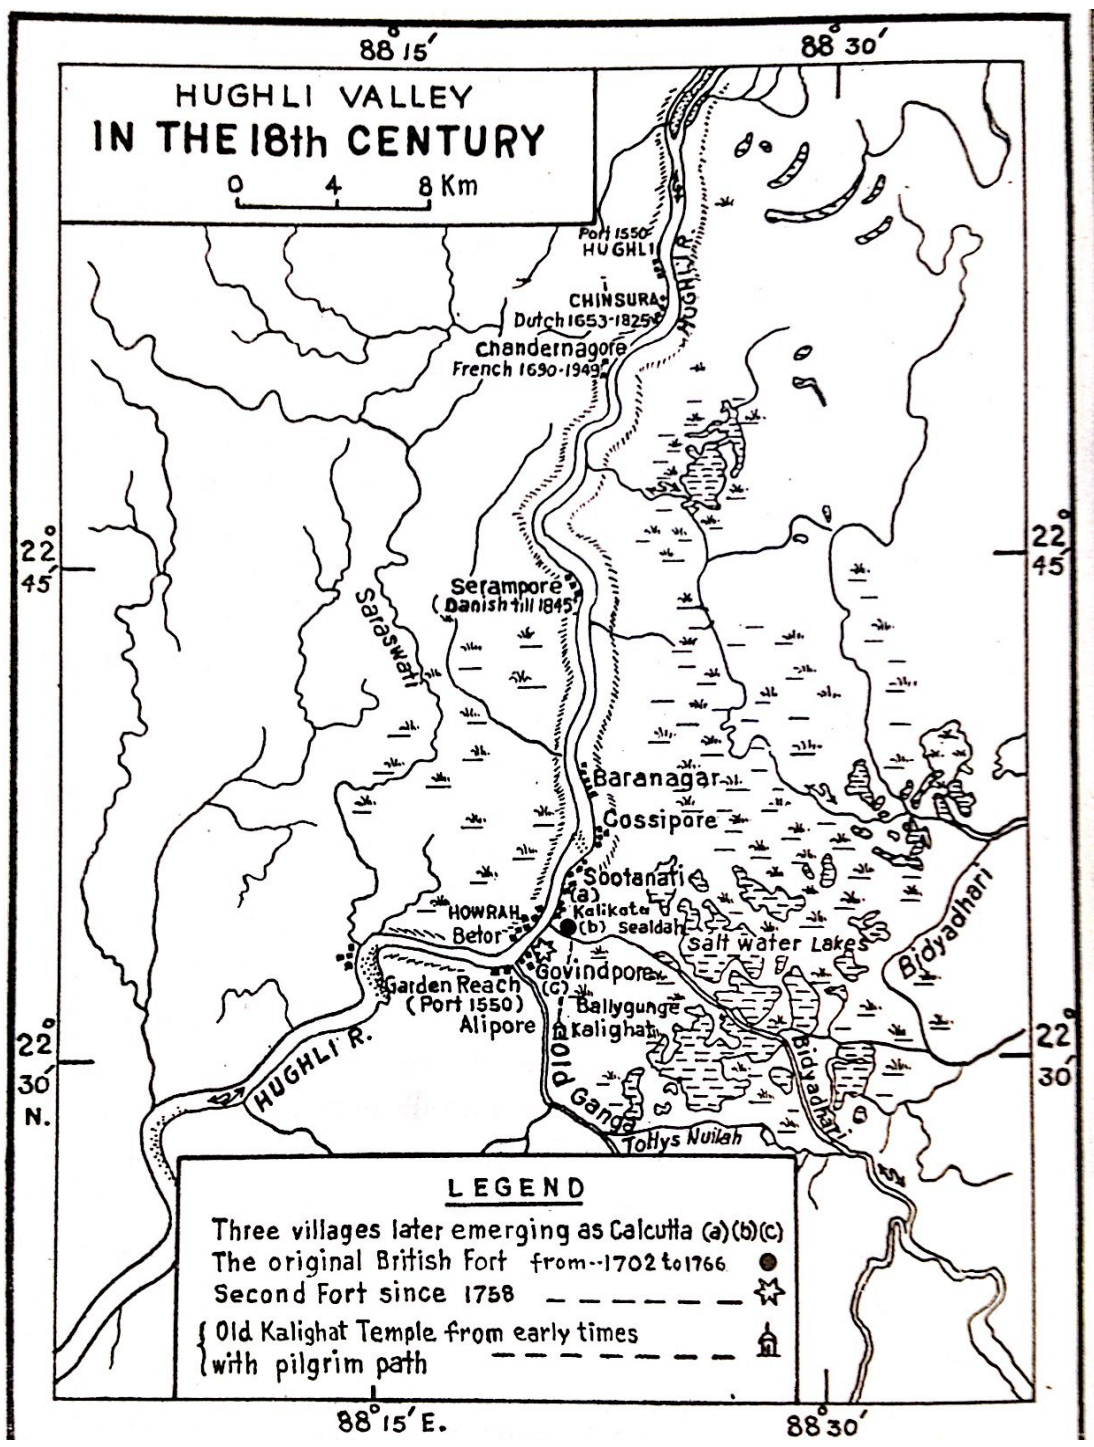 88°15′
88°30′
HUGHLI VALLEY
IN THE 18th CENTURY
0 4 8 Km
Port 1550
HUGHLI
HUGHLI R.
CHINSURA
Dutch 1653-1825
Chandernagore
French 1690-1949
22°
45′
22°
45′
Serampore
(Danish till 1845)
Saraswati
Baranagar
Cossipore
Sootanati
(a)
HOWRAH
Kalikata
Betor
(b) Sealdah
Salt water Lakes
Bidyadhari
Govindpore
(C)
Garden Reach
(Port 1550)
Ballygunge
Alipore
Kalighat
22°
30′
N.
22°
30′
HUGHLI R.
Old Ganga
Bidyadhari.
Tollys Nullah
LEGEND
Three villages later emerging as Calcutta (a)(b)(c)
The original British Fort from--1702 to 1766
Second Fort since 1758
Old Kalighat Temple from early times
with pilgrim path
88°15′E.
88°30′